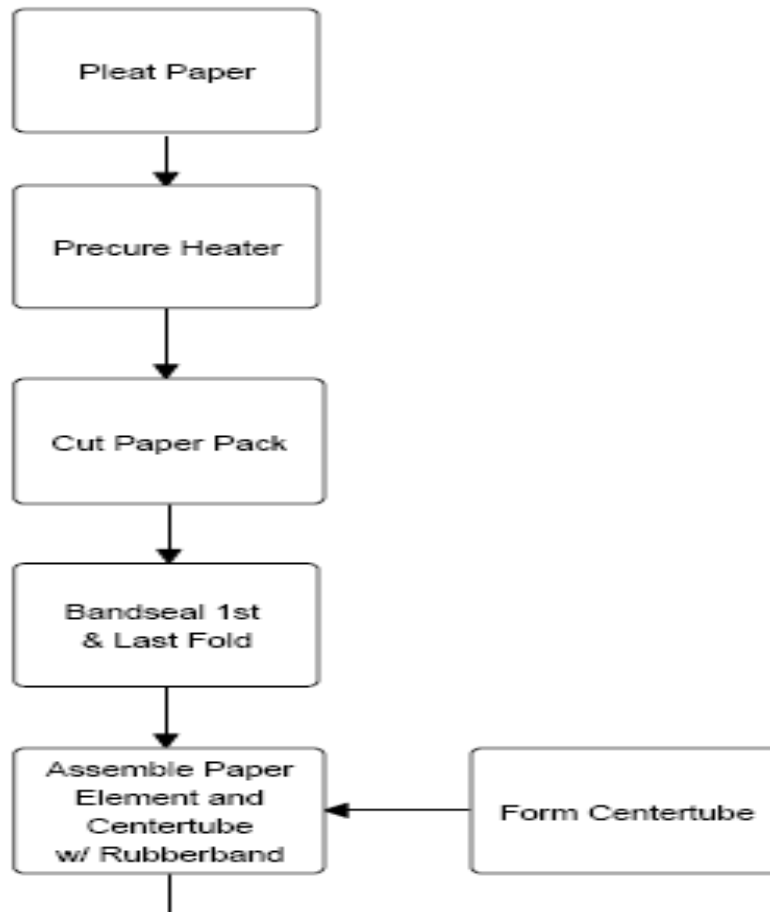 Pleat Paper
Precure Heater
Cut Paper Pack
Bandseal 1st
& Last Fold
Assemble Paper
Element and
Centertube
w/ Rubberband
Form Centertube